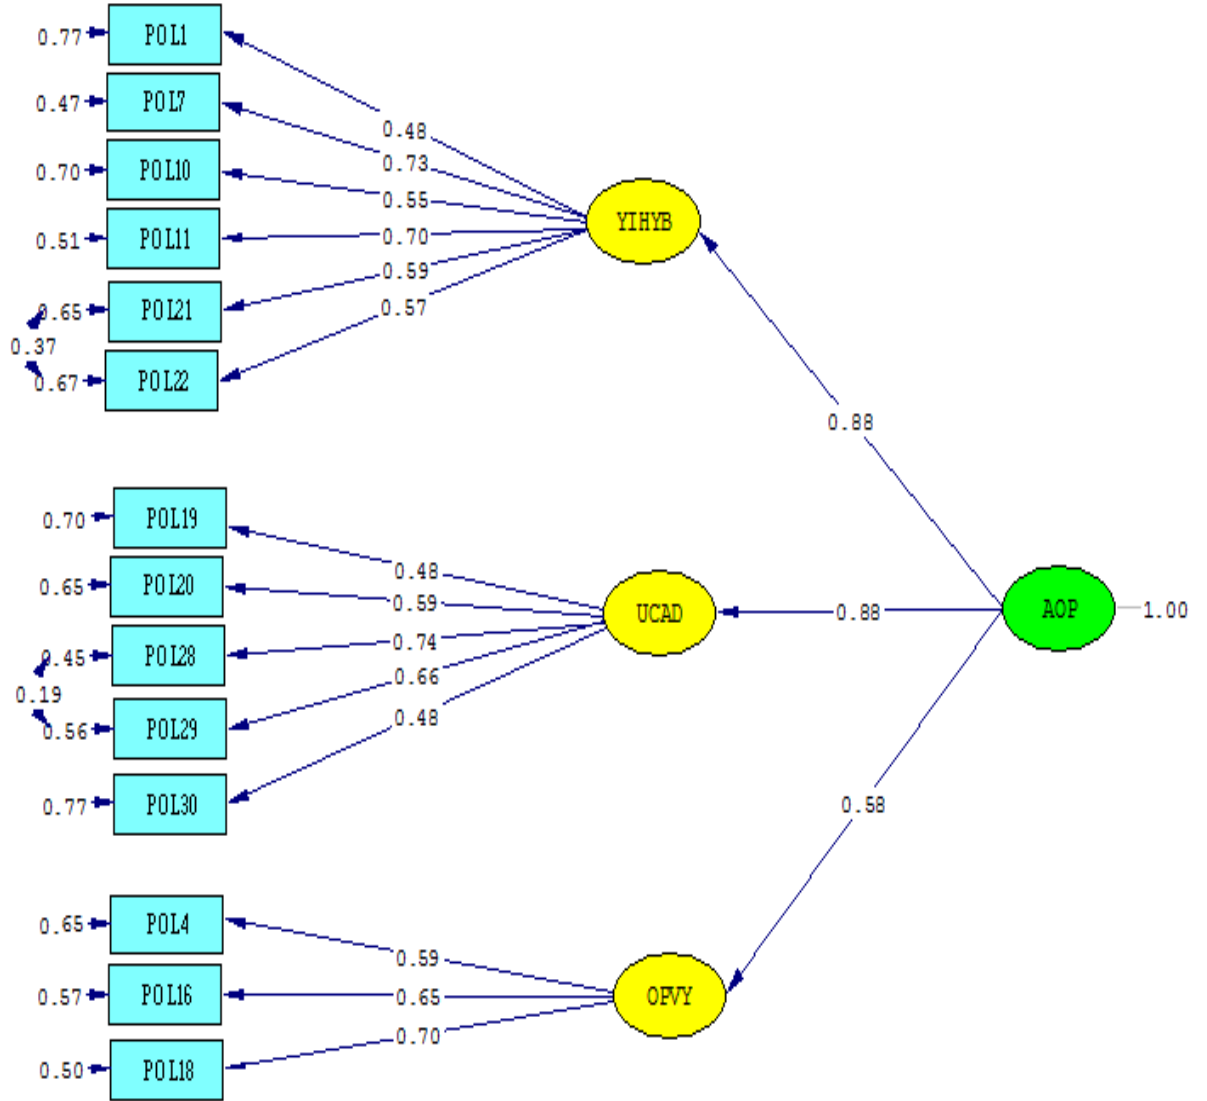 0.77 POL1
0.47 POL7
0.70 POL10
0.51 POL11
0.65 POL21
0.37
0.67 POL22
0.48
0.73
0.55
0.70
0.59
0.57
YIHYB
0.88
0.70 POL19
0.65 POL20
0.45 POL28
0.19
0.56 POL29
0.77 POL30
0.48
0.59
0.74
0.66
0.48
UCAD
0.88
AOP 1.00
0.58
0.65 POL4
0.57 POL16
0.50 POL18
0.59
0.65
0.70
OPVY